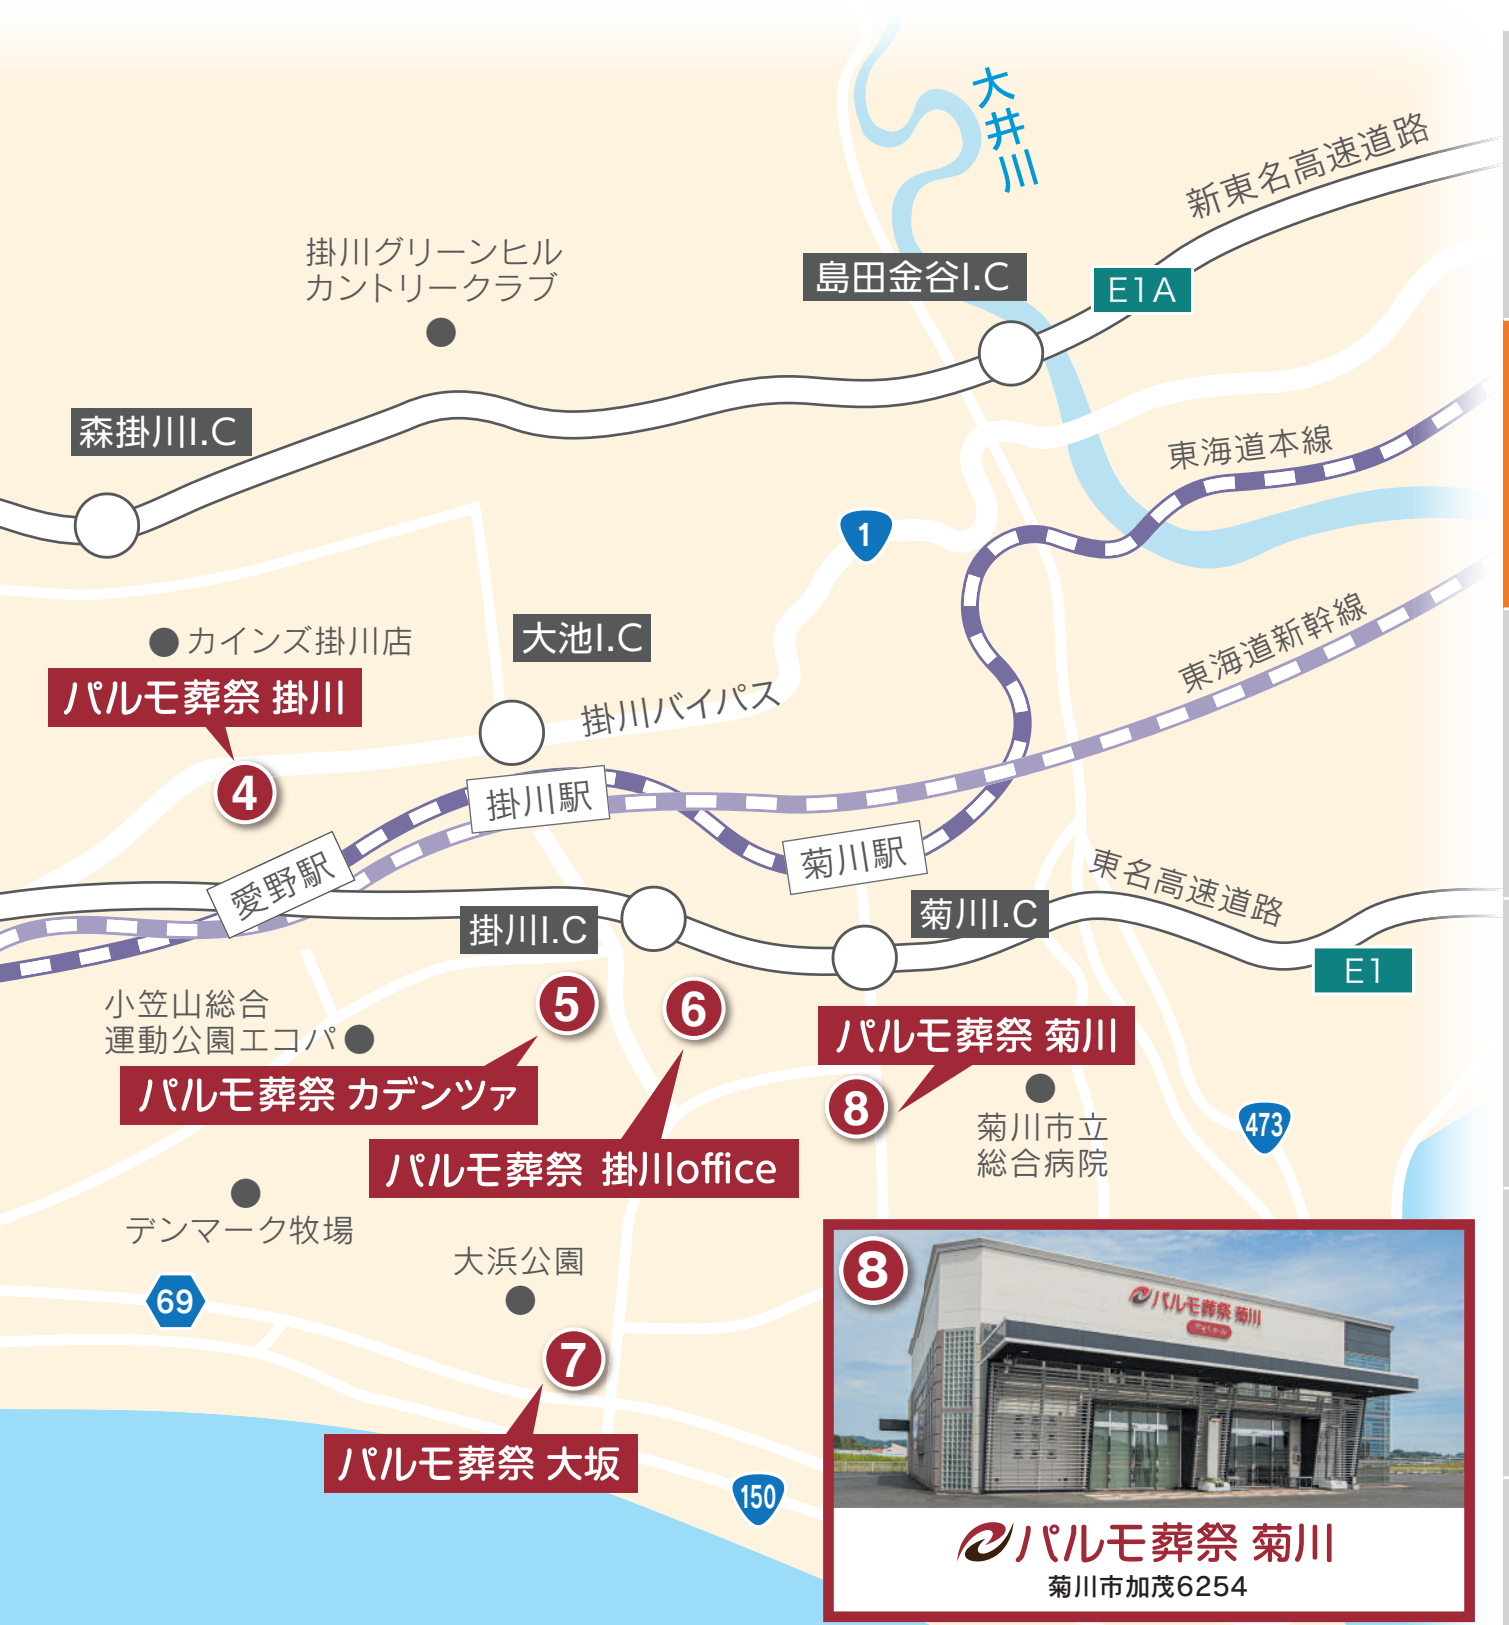 大井川
新東名高速道路
掛川グリーンヒル
カントリークラブ
島田金谷I.C
E1A
森掛川I.C
東海道本線
1
カインズ掛川店
大池I.C
東海道新幹線
パルモ葬祭 掛川
掛川バイパス
4
掛川駅
菊川駅
愛野駅
東名高速道路
掛川I.C
菊川I.C
E1
5
6
小笠山総合
運動公園エコパ
パルモ葬祭 菊川
パルモ葬祭 カデンツァ
8
菊川市立
総合病院
473
パルモ葬祭 掛川office
デンマーク牧場
大浜公園
69
7
パルモ葬祭 大坂
150
8
パルモ葬祭 菊川
パルモ葬祭 菊川
菊川市加茂6254